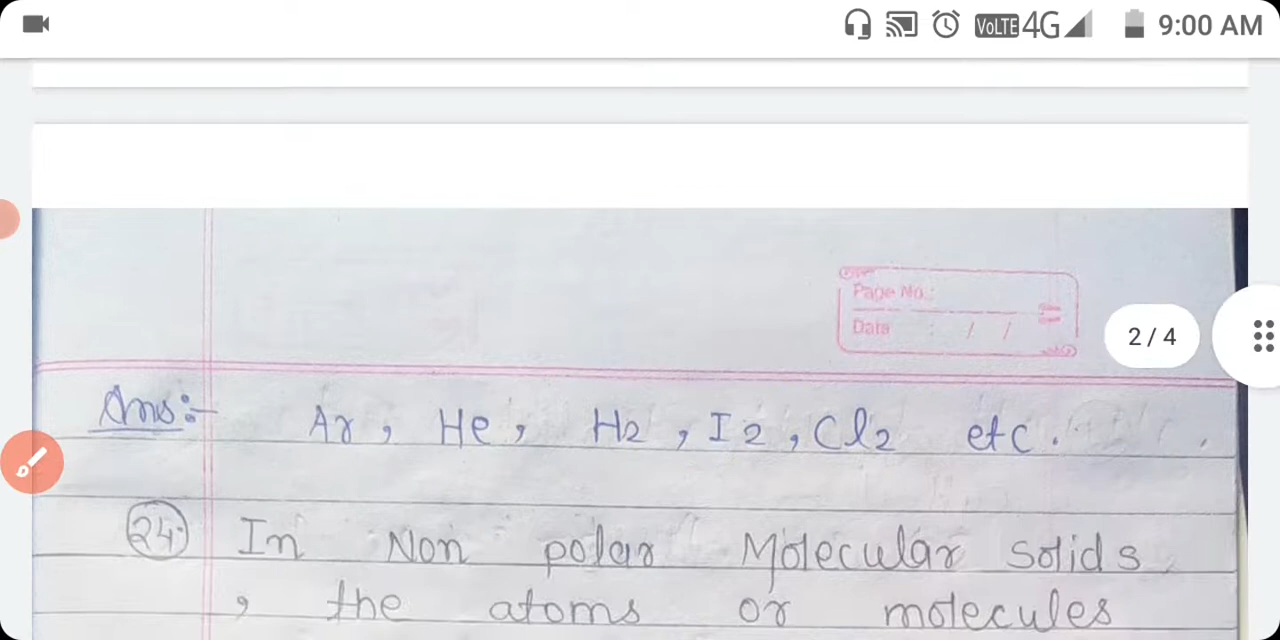 VoLTE 4G 9:00 AM
Page No.:
Date : / /
2 / 4
Ans:- Ar, He, H2, I2, Cl2 etc.
24. In Non polar Molecular solids
, the atoms or molecules